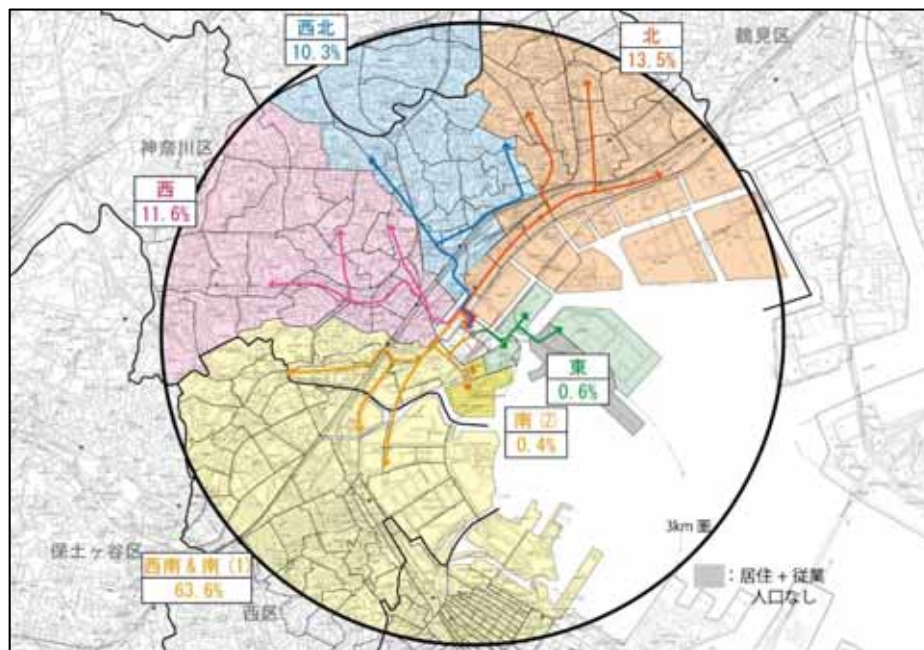 西北
10.3%
北
13.5%
鶴見区
神奈川区
西
11.6%
東
0.6%
南(2)
0.4%
3km圏
保土ヶ谷区
西南&南(1)
63.6%
西区
：居住+従業
人口なし